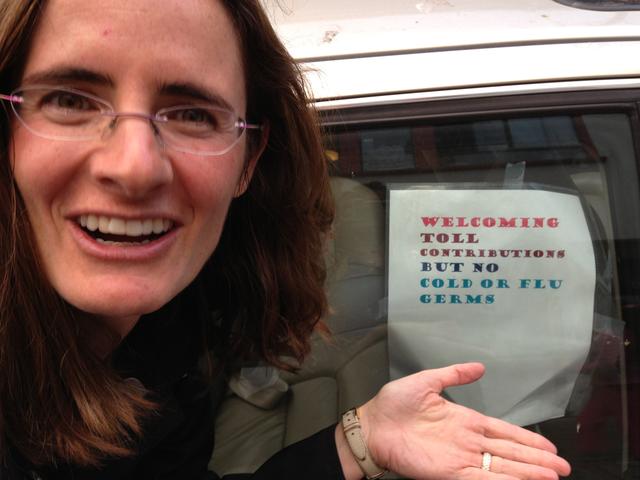 WELCOMING
TOLL
CONTRIBUTIONS
BUT NO
COLD OR FLU
GERMS